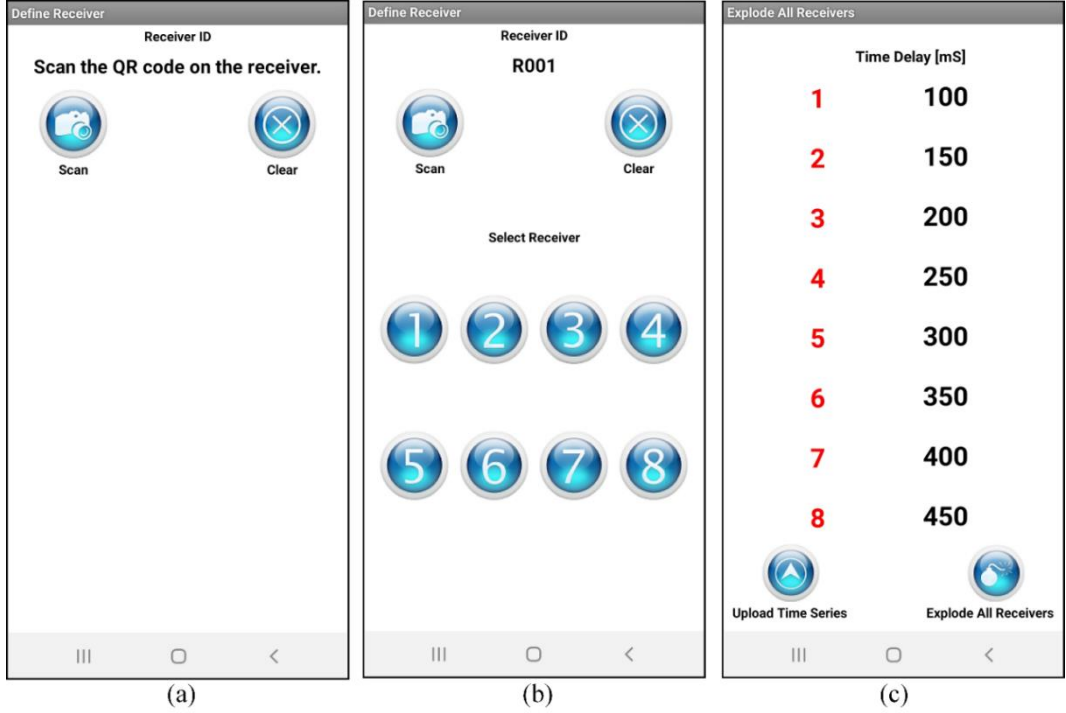 Define Receiver
Receiver ID
Scan the QR code on the receiver.
Scan Clear
(a)
Define Receiver
Receiver ID
R001
Scan Clear
Select Receiver
1 2 3 4
5 6 7 8
(b)
Explode All Receivers
Time Delay [mS]
1 100
2 150
3 200
4 250
5 300
6 350
7 400
8 450
Upload Time Series Explode All Receivers
(c)